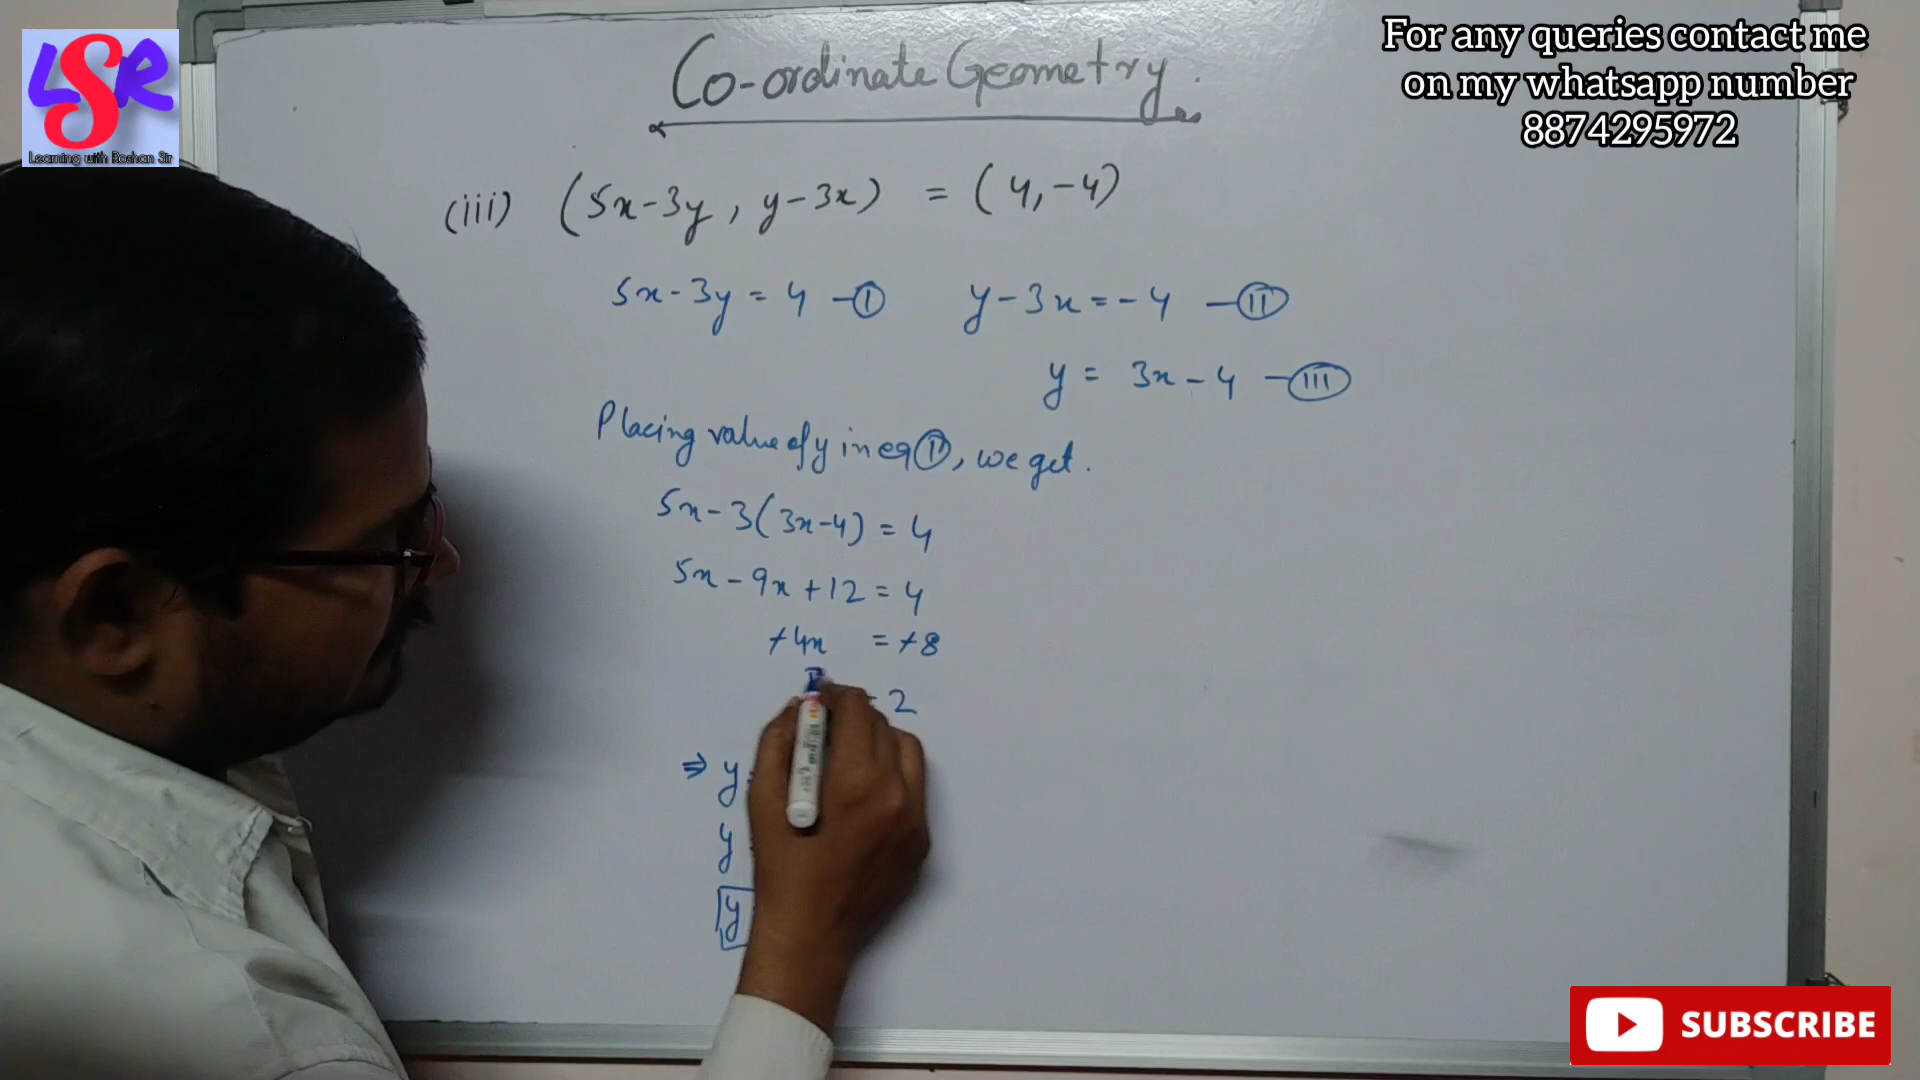 LSR
Learning with Roshan Sir
For any queries contact me
on my whatsapp number
8874295972
Co-ordinate Geometry.
(iii) (5x-3y, y-3x) = (4,-4)
5x-3y = 4 -(I) y-3x = -4 -(II)
y = 3x-4 -(III)
Placing value of y in eq (I), we get.
5x-3(3x-4) = 4
5x-9x+12 = 4
+4x = +8
2
⇒ y
y
y
SUBSCRIBE